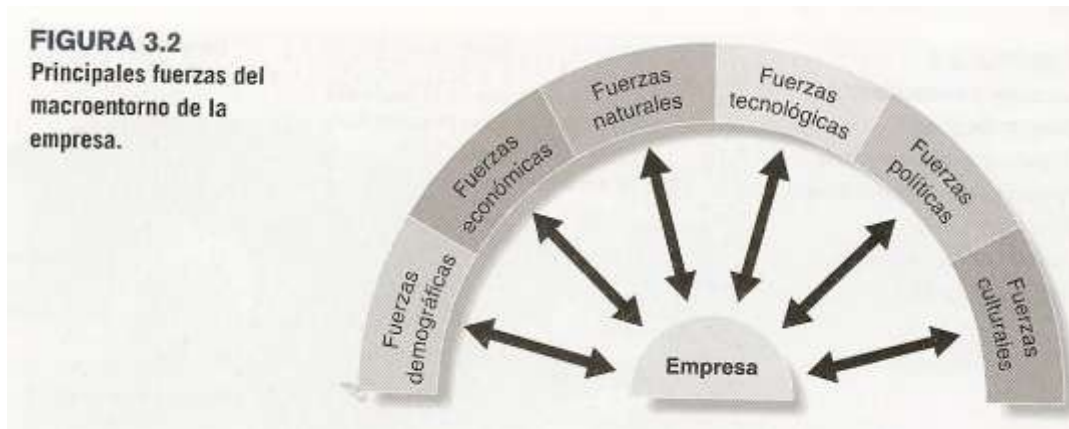 FIGURA 3.2
Principales fuerzas del
macroentorno de la
empresa.
Fuerzas
demográficas
Fuerzas
económicas
Fuerzas
naturales
Fuerzas
tecnológicas
Fuerzas
políticas
Fuerzas
culturales
Empresa